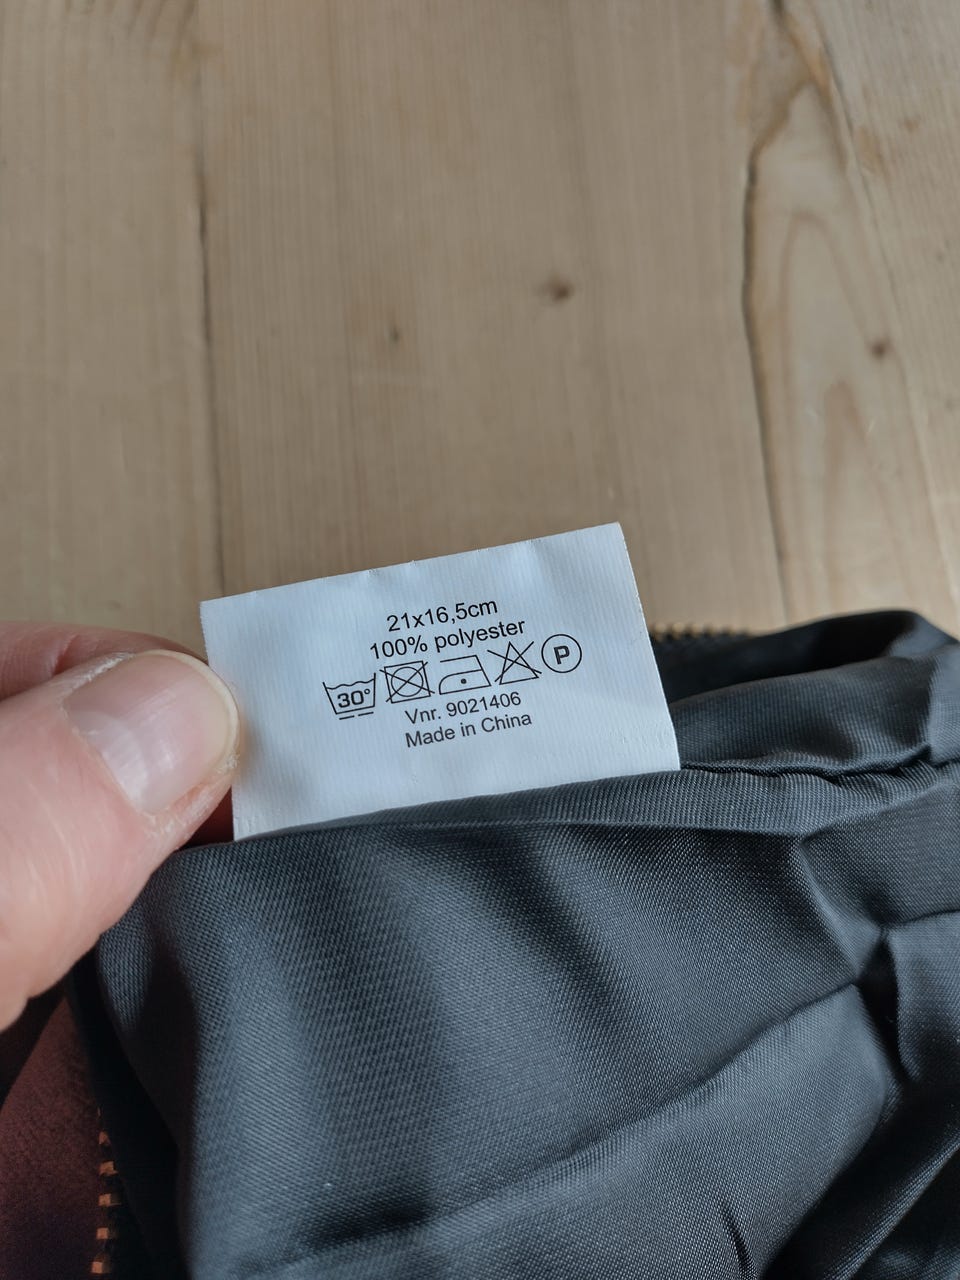 21x16,5cm
100% polyester
30° P
Vnr. 9021406
Made in China